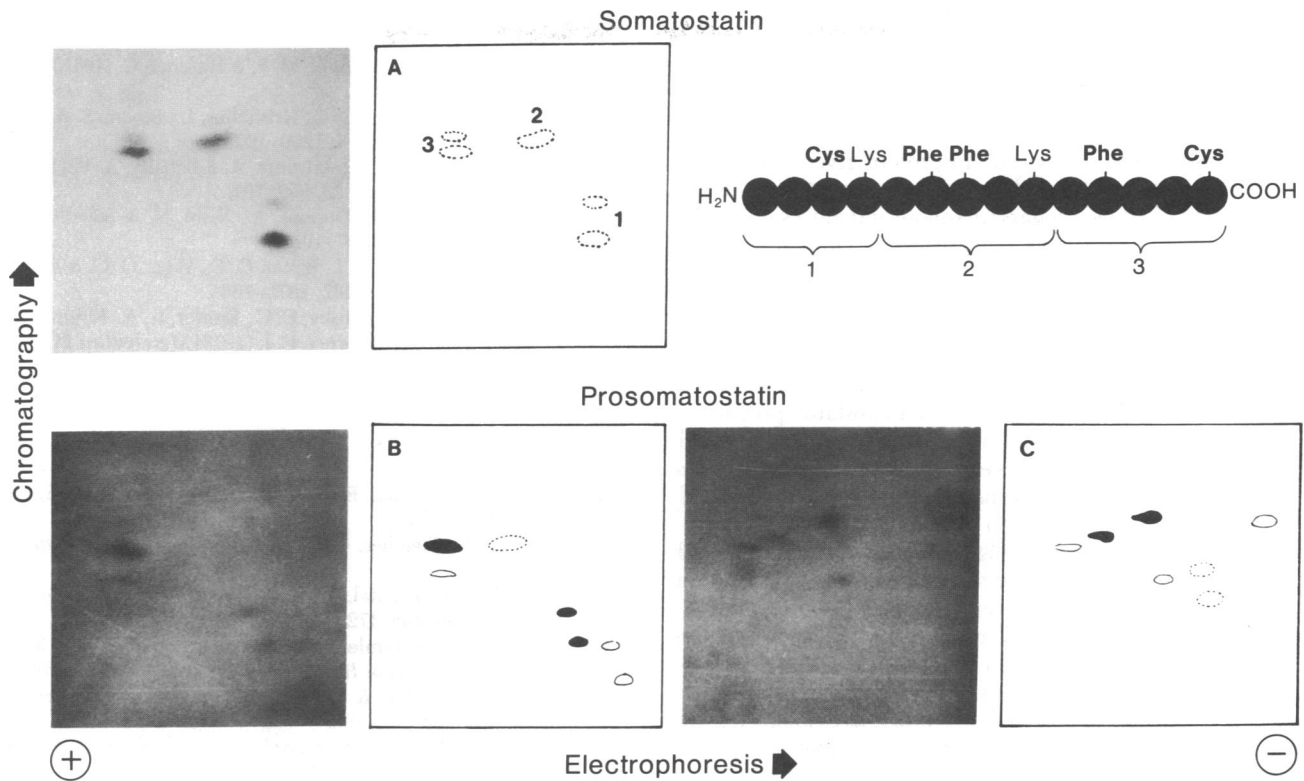 Somatostatin
A
2
3
1
Cys Lys Phe Phe Lys Phe Cys
H₂N COOH
1 2 3
Chromatography
Prosomatostatin
B
C
+
Electrophoresis
−